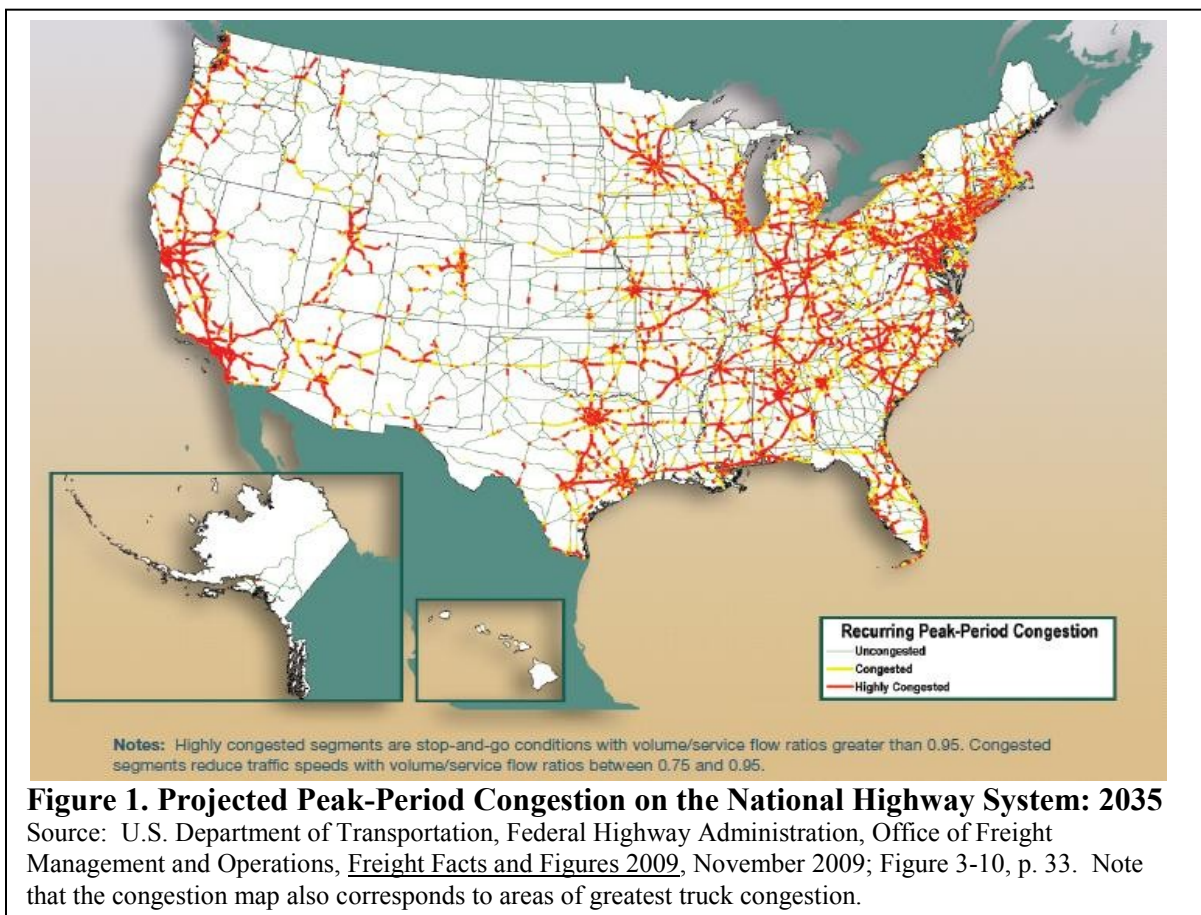 Recurring Peak-Period Congestion
Uncongested
Congested
Highly Congested
Notes: Highly congested segments are stop-and-go conditions with volume/service flow ratios greater than 0.95. Congested
segments reduce traffic speeds with volume/service flow ratios between 0.75 and 0.95.
Figure 1. Projected Peak-Period Congestion on the National Highway System: 2035
Source: U.S. Department of Transportation, Federal Highway Administration, Office of Freight
Management and Operations, Freight Facts and Figures 2009, November 2009; Figure 3-10, p. 33. Note
that the congestion map also corresponds to areas of greatest truck congestion.